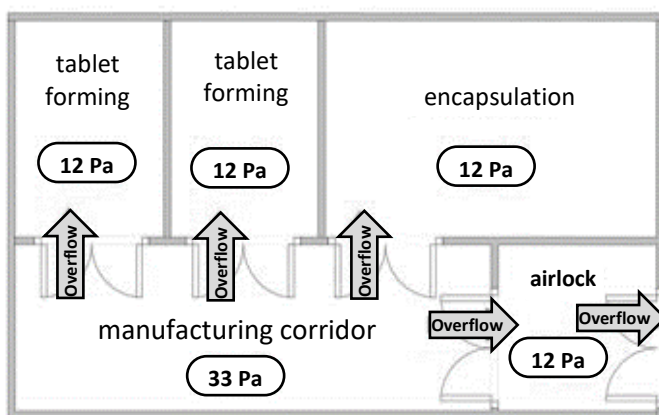 tablet
forming
tablet
forming
encapsulation
12 Pa
12 Pa
12 Pa
Overflow
Overflow
Overflow
airlock
manufacturing corridor
Overflow
Overflow
33 Pa
12 Pa